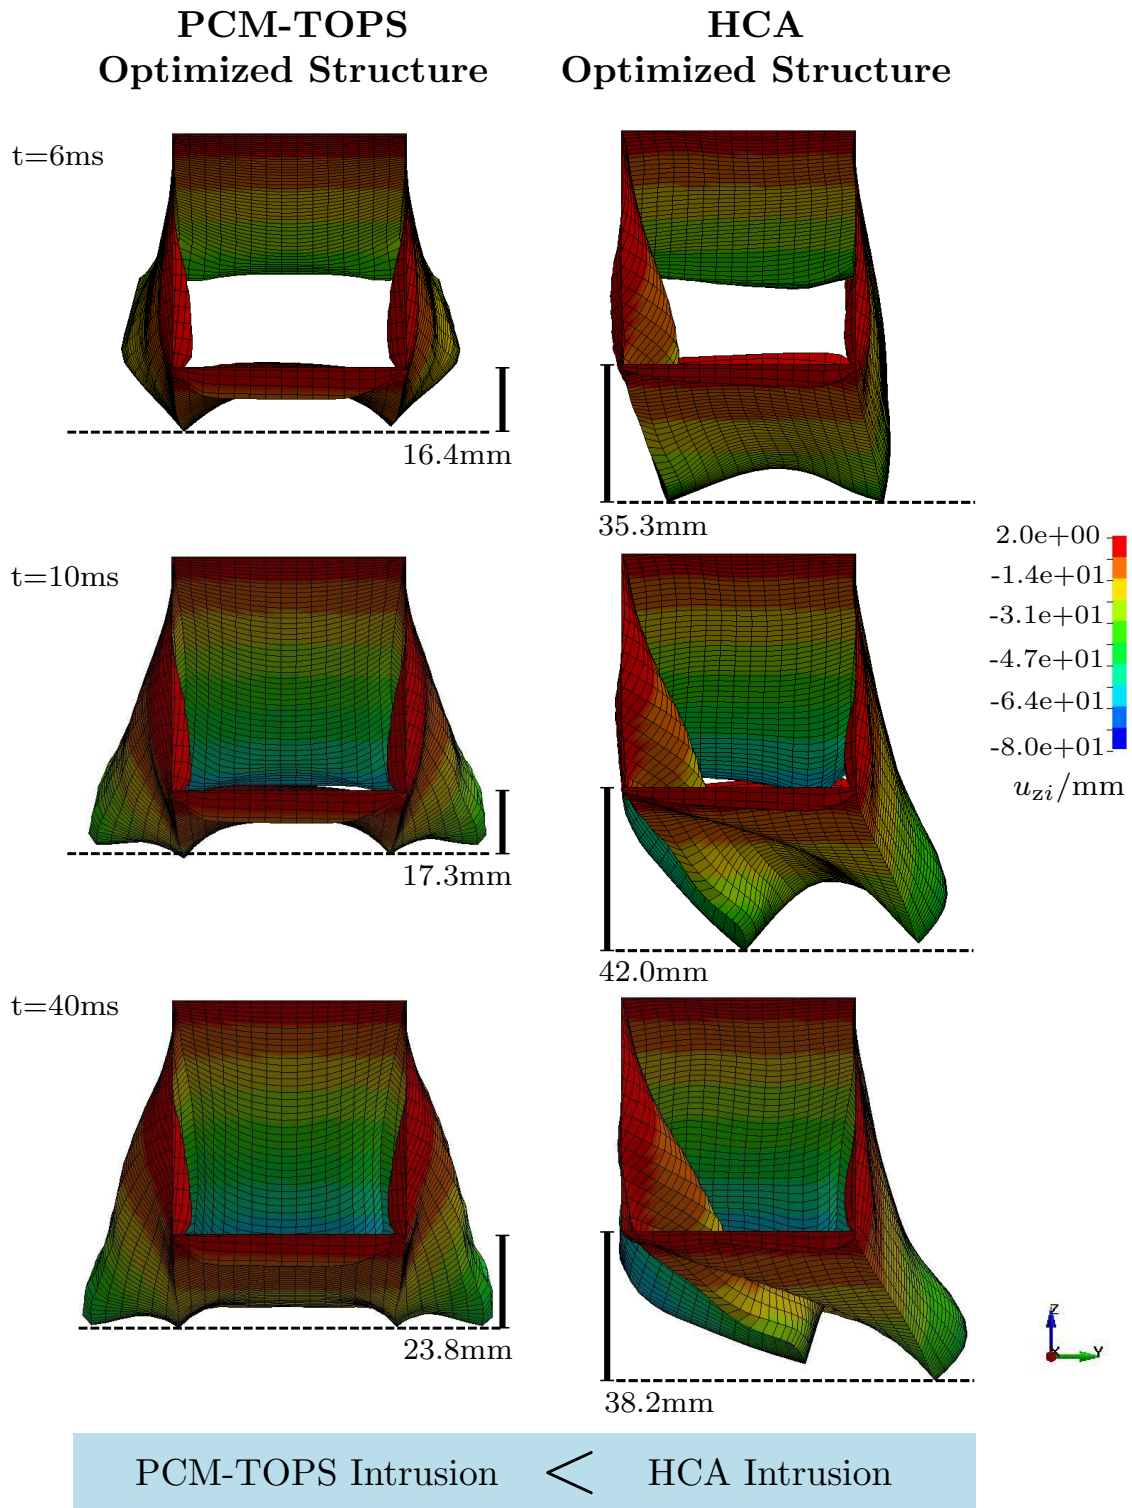 PCM-TOPS
Optimized Structure
HCA
Optimized Structure
t=6ms
16.4mm
35.3mm
t=10ms
17.3mm
42.0mm
2.0e+00
-1.4e+01
-3.1e+01
-4.7e+01
-6.4e+01
-8.0e+01
u_zi/mm
t=40ms
23.8mm
38.2mm
Z
X Y
PCM-TOPS Intrusion < HCA Intrusion